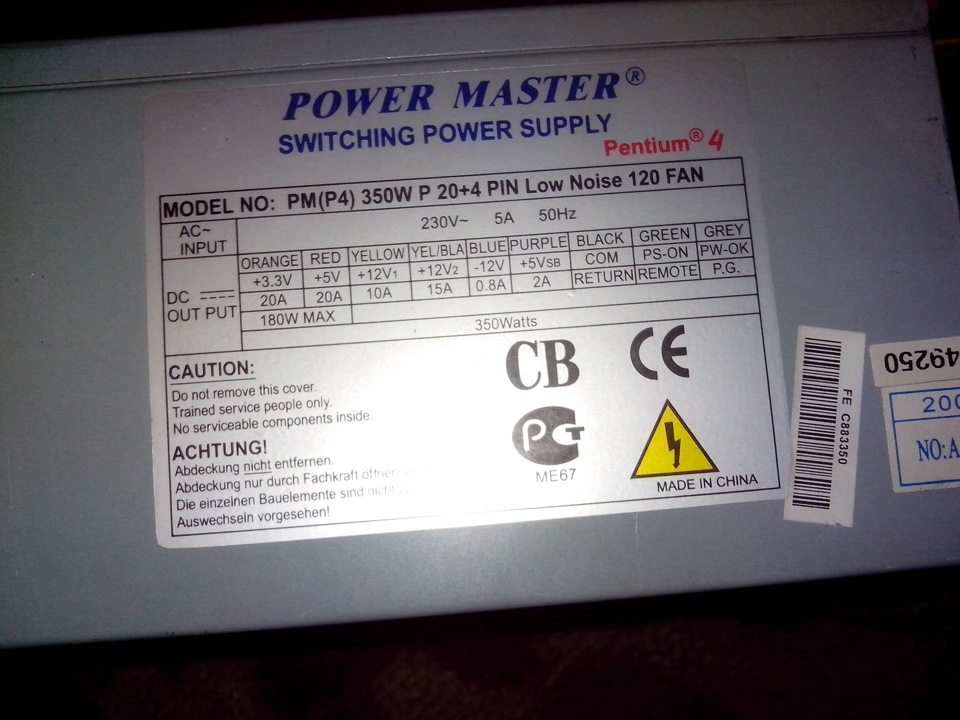 POWER MASTER®
SWITCHING POWER SUPPLY
Pentium® 4
MODEL NO: PM(P4) 350W P 20+4 PIN Low Noise 120 FAN
AC~ INPUT 230V~ 5A 50Hz
ORANGE RED YELLOW YEL/BLA BLUE PURPLE BLACK GREEN GREY
+3.3V +5V +12V1 +12V2 -12V +5VSB COM PS-ON PW-OK
DC OUT PUT 20A 20A 10A 15A 0.8A 2A RETURN REMOTE P.G.
180W MAX
350Watts
CAUTION:
Do not remove this cover.
Trained service people only.
No serviceable components inside.
ACHTUNG!
Abdeckung nicht entfernen.
Abdeckung nur durch Fachkraft
Die einzelnen Bauelemente sind
Auswechseln vorgesehen!
CB
CE
PCT
ME67
MADE IN CHINA
FE C883350
49250
200
NO:A